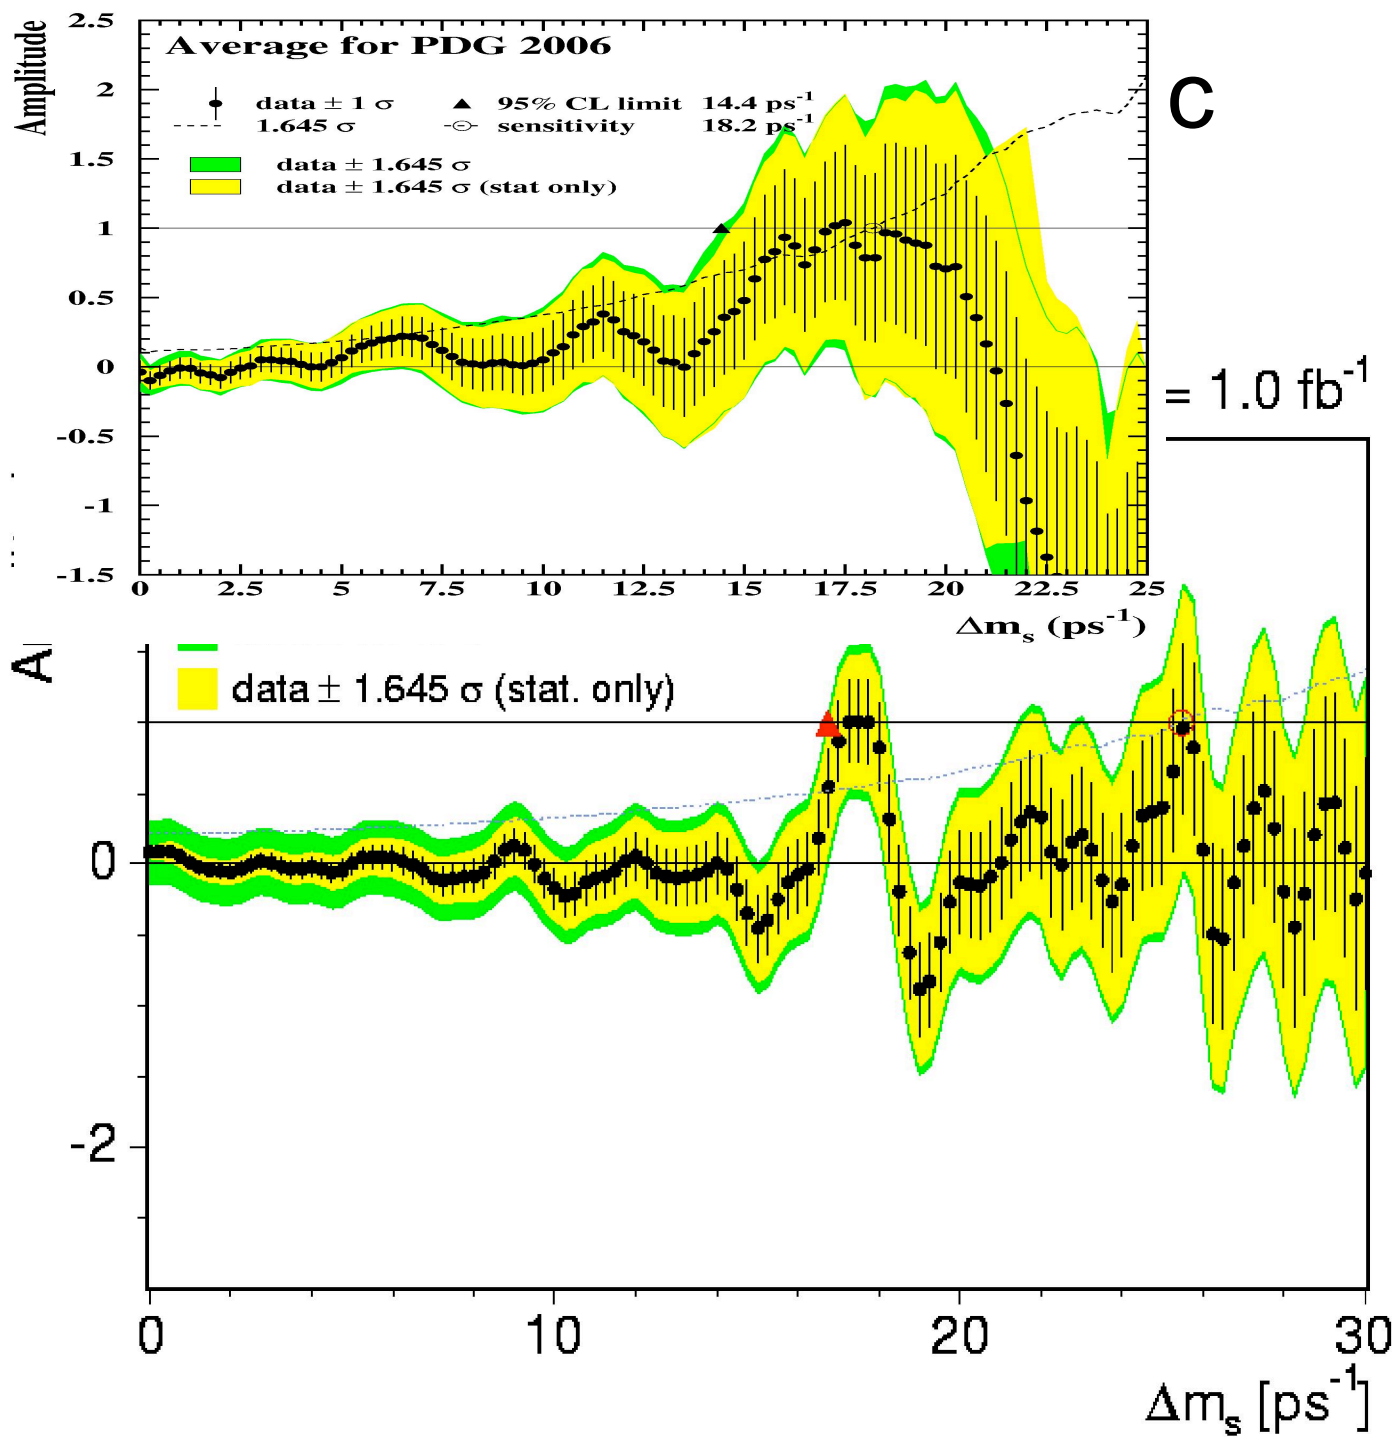 Amplitude
2.5
2
1.5
1
0.5
0
-0.5
-1
-1.5
Average for PDG 2006
data ± 1 σ
1.645 σ
95% CL limit 14.4 ps⁻¹
sensitivity 18.2 ps⁻¹
data ± 1.645 σ
data ± 1.645 σ (stat only)
0 2.5 5 7.5 10 12.5 15 17.5 20 22.5 25
Δmₛ (ps⁻¹)
c
= 1.0 fb⁻¹
A
data ± 1.645 σ (stat. only)
0
-2
0 10 20 30
Δmₛ [ps⁻¹]